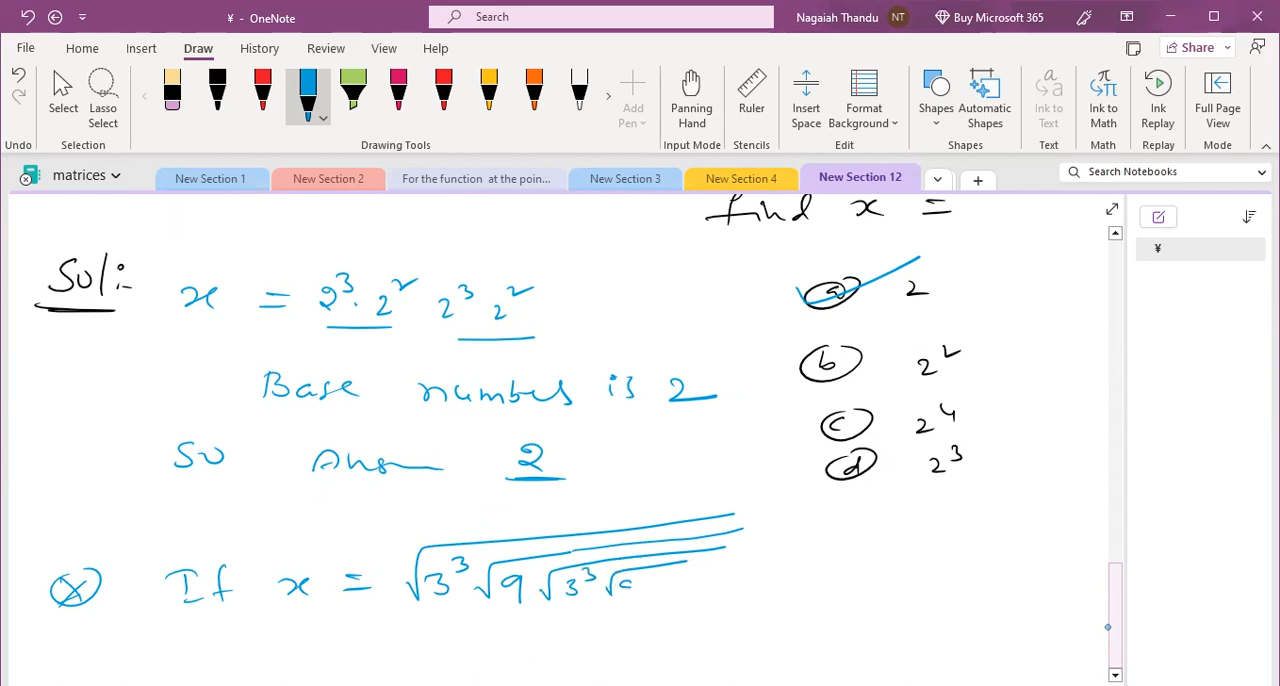 ¥ - OneNote
Search
Nagaiah Thandu NT
Buy Microsoft 365
File Home Insert Draw History Review View Help
Share
Select
Lasso Select
Add Pen
Panning Hand
Ruler
Insert Space
Format Background
Shapes
Automatic Shapes
Ink to Text
Ink to Math
Ink Replay
Full Page View
Undo Selection Drawing Tools Input Mode Stencils Edit Shapes Text Math Replay Mode
matrices
New Section 1 New Section 2 For the function at the poin... New Section 3 New Section 4 New Section 12 +
Search Notebooks
¥
find x =
Sol:
x = 2³·2² 2³ 2²
Base number is 2
So Ans 2
a 2
b 2²
c 2⁴
d 2³
If x = √3³√9√3³√